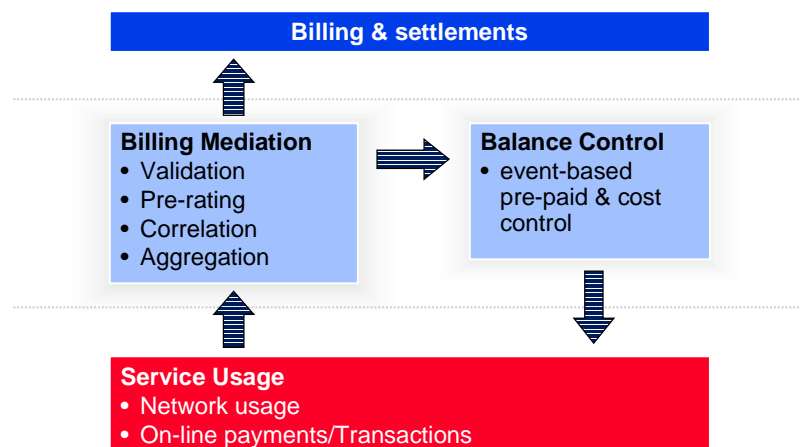 Billing & settlements
Billing Mediation
• Validation
• Pre-rating
• Correlation
• Aggregation
Balance Control
• event-based
pre-paid & cost
control
Service Usage
• Network usage
• On-line payments/Transactions